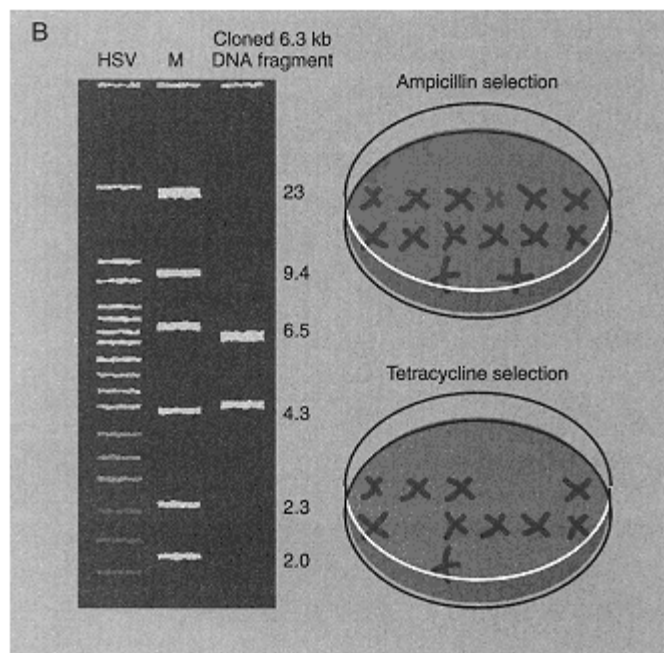 B
HSV
M
Cloned 6.3 kb
DNA fragment
23
9.4
6.5
4.3
2.3
2.0
Ampicillin selection
Tetracycline selection